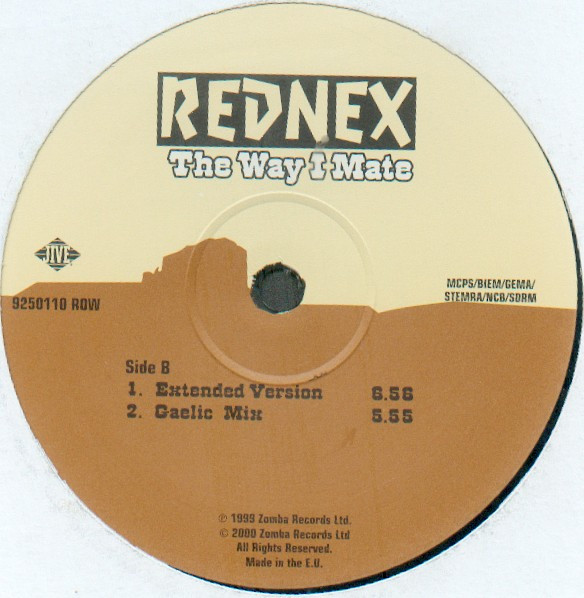 REDNEX
The Way I Mate
JIVE
9250110 ROW
MCPS/BIEM/GEMA/
STEMRA/NCB/SDRM
Side B
1. Extended Version 6.56
2. Gaelic Mix 5.55
℗ 1999 Zomba Records Ltd.
© 2000 Zomba Records Ltd
All Rights Reserved.
Made in the E.U.